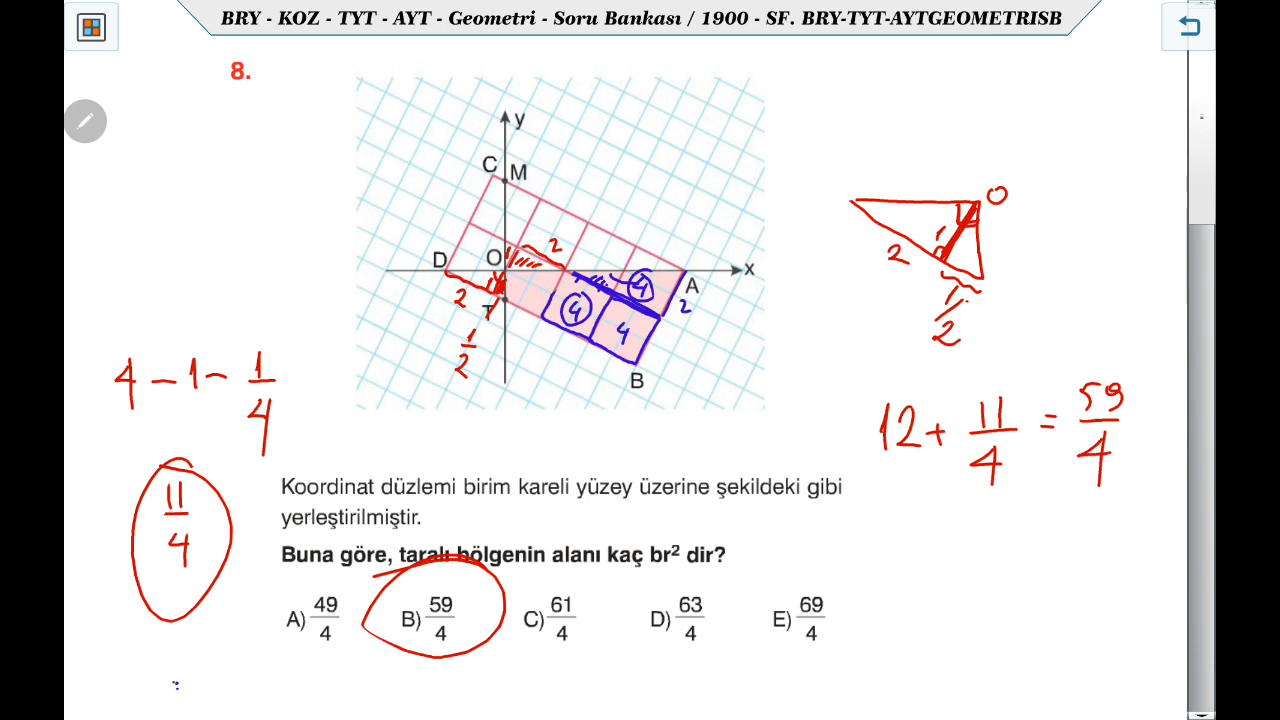 BRY - KOZ - TYT - AYT - Geometri - Soru Bankası / 1900 - SF. BRY-TYT-AYTGEOMETRISB
8.
y
C M
D O x
A
T
B
2
2
4
4
4
2
1/2
O
1
2
1/2
4 - 1 - 1/4
11/4
12 + 11/4 = 59/4
Koordinat düzlemi birim kareli yüzey üzerine şekildeki gibi
yerleştirilmiştir.
Buna göre, taralı bölgenin alanı kaç br² dir?
A) 49/4 B) 59/4 C) 61/4 D) 63/4 E) 69/4